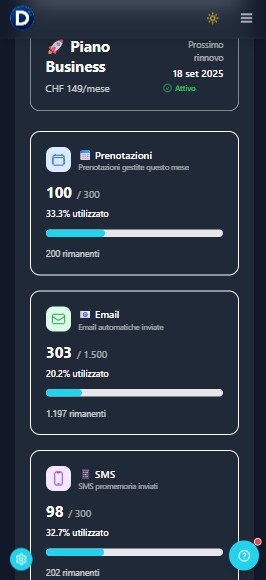 D
🚀 Piano
Business
CHF 149/mese
Prossimo
rinnovo
18 set 2025
Attivo
📅 Prenotazioni
Prenotazioni gestite questo mese
100 / 300
33.3% utilizzato
200 rimanenti
📧 Email
Email automatiche inviate
303 / 1.500
20.2% utilizzato
1.197 rimanenti
📱 SMS
SMS promemoria inviati
98 / 300
32.7% utilizzato
202 rimanenti